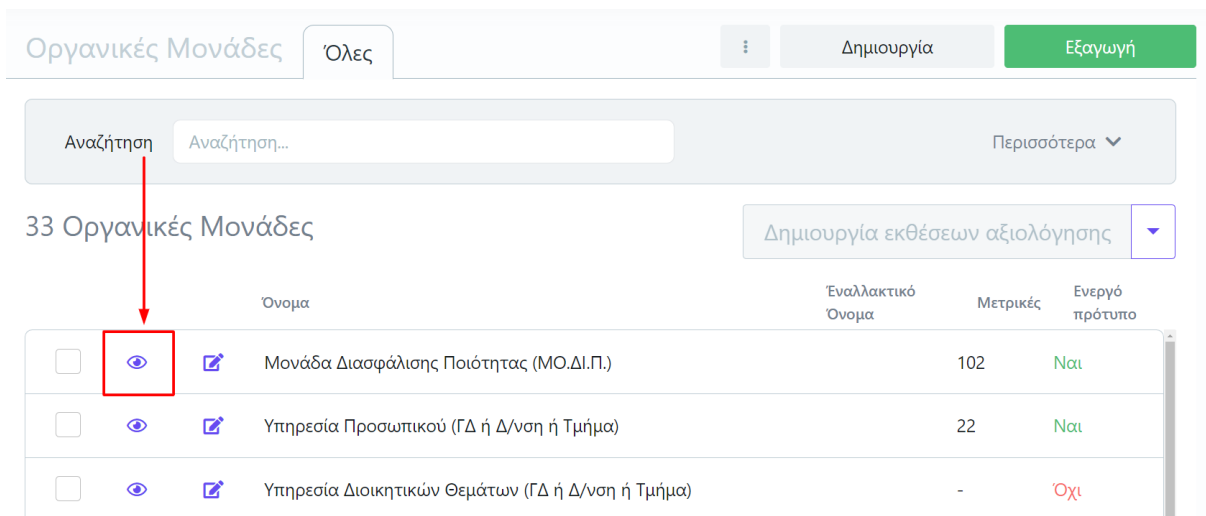 Οργανικές Μονάδες Όλες Δημιουργία Εξαγωγή
Αναζήτηση Αναζήτηση... Περισσότερα
33 Οργανικές Μονάδες Δημιουργία εκθέσεων αξιολόγησης
Όνομα Έναλλακτικό Όνομα Μετρικές Ενεργό πρότυπο
Μονάδα Διασφάλισης Ποιότητας (ΜΟ.ΔΙ.Π.) 102 Ναι
Υπηρεσία Προσωπικού (ΓΔ ή Δ/νση ή Τμήμα) 22 Ναι
Υπηρεσία Διοικητικών Θεμάτων (ΓΔ ή Δ/νση ή Τμήμα) - Όχι